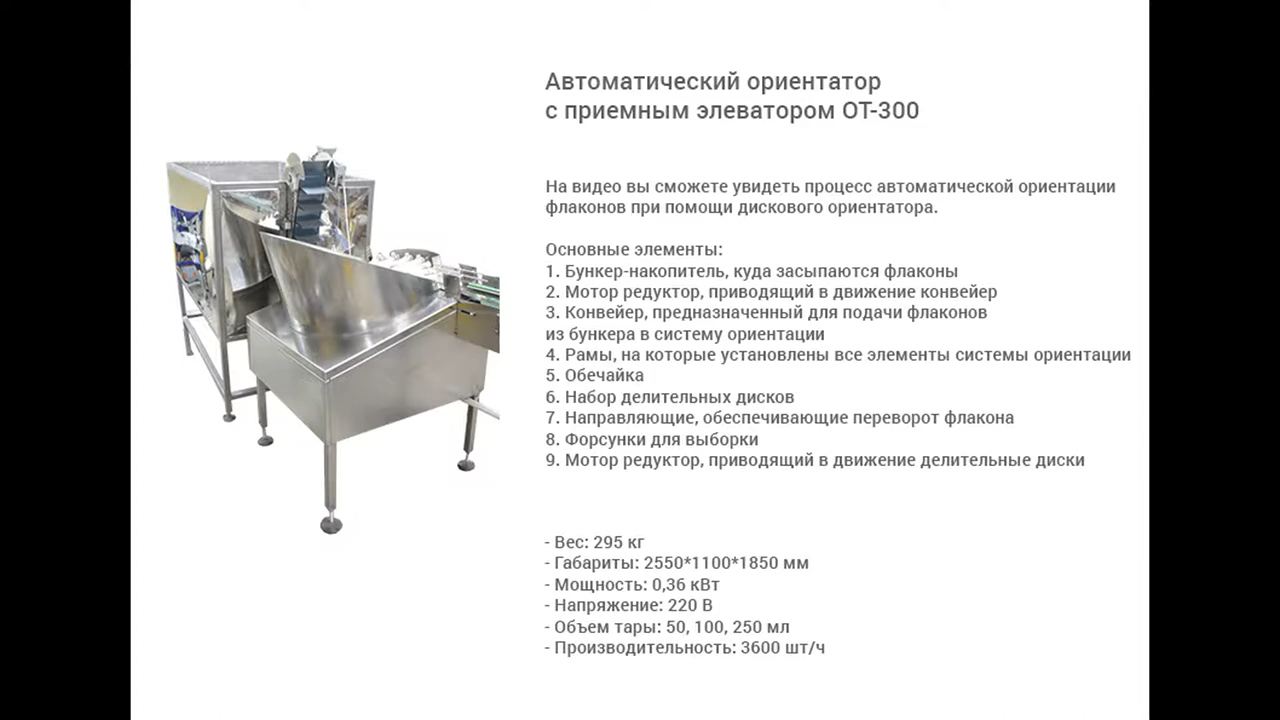 Автоматический ориентатор
с приемным элеватором ОТ-300
На видео вы сможете увидеть процесс автоматической ориентации
флаконов при помощи дискового ориентатора.
Основные элементы:
1. Бункер-накопитель, куда засыпаются флаконы
2. Мотор редуктор, приводящий в движение конвейер
3. Конвейер, предназначенный для подачи флаконов
из бункера в систему ориентации
4. Рамы, на которые установлены все элементы системы ориентации
5. Обечайка
6. Набор делительных дисков
7. Направляющие, обеспечивающие переворот флакона
8. Форсунки для выборки
9. Мотор редуктор, приводящий в движение делительные диски
- Вес: 295 кг
- Габариты: 2550*1100*1850 мм
- Мощность: 0,36 кВт
- Напряжение: 220 В
- Объем тары: 50, 100, 250 мл
- Производительность: 3600 шт/ч